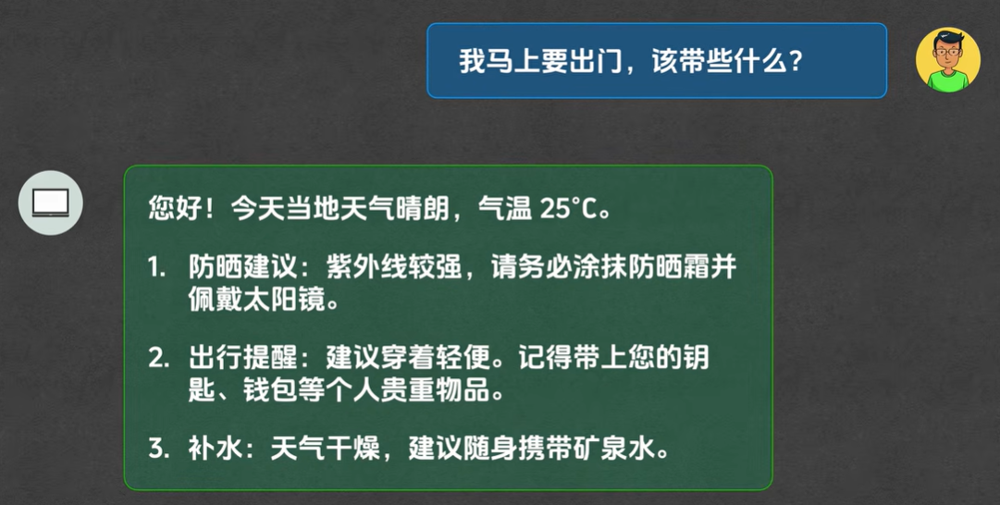 我马上要出门，该带些什么？
您好！今天当地天气晴朗，气温 25°C。
1. 防晒建议：紫外线较强，请务必涂抹防晒霜并
佩戴太阳镜。
2. 出行提醒：建议穿着轻便。记得带上您的钥
匙、钱包等个人贵重物品。
3. 补水：天气干燥，建议随身携带矿泉水。